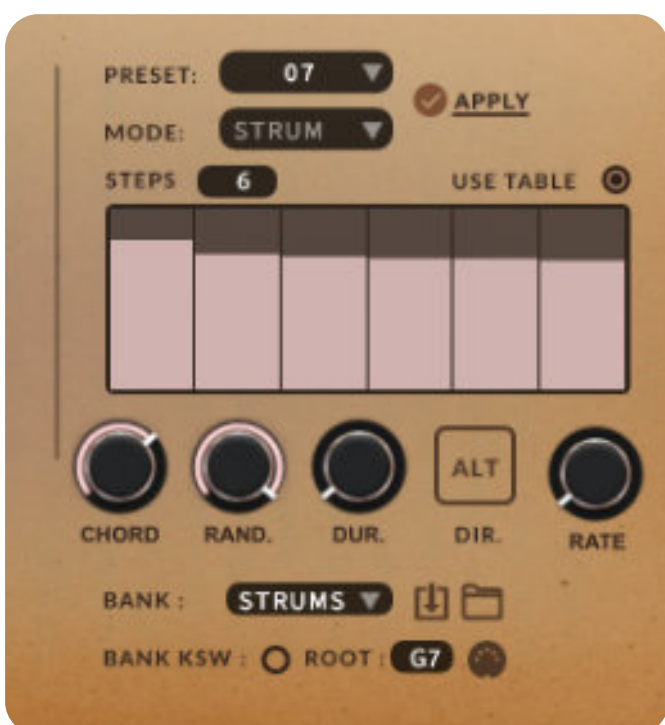 PRESET: 07
APPLY
MODE: STRUM
STEPS 6 USE TABLE
CHORD RAND. DUR. ALT DIR. RATE
BANK : STRUMS
BANK KSW : ROOT : G7